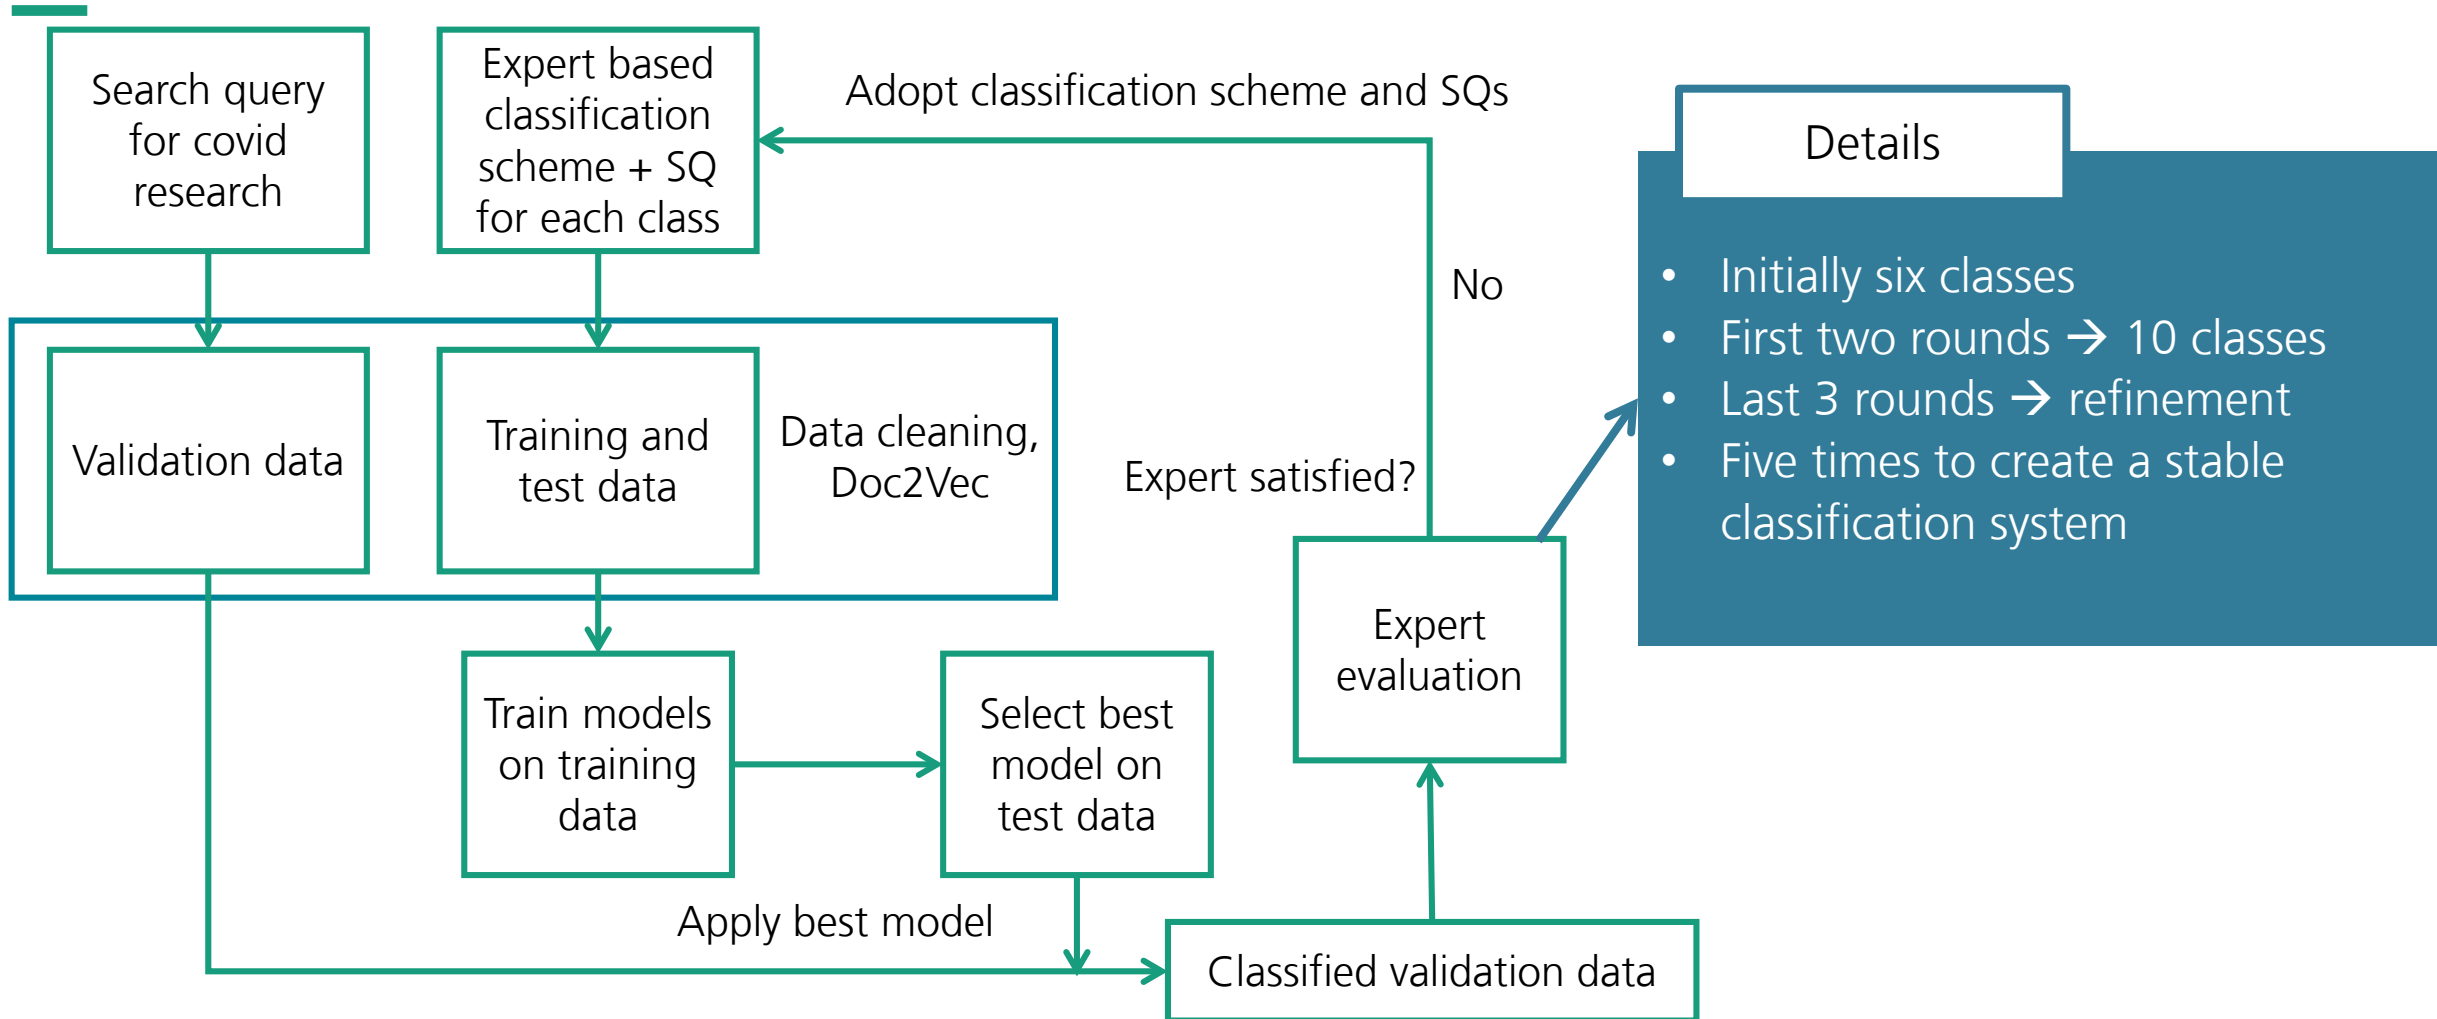 Search query
for covid
research
Expert based
classification
scheme + SQ
for each class
Adopt classification scheme and SQs
Details
No
• Initially six classes
• First two rounds → 10 classes
• Last 3 rounds → refinement
• Five times to create a stable
classification system
Validation data
Training and
test data
Data cleaning,
Doc2Vec
Expert satisfied?
Expert
evaluation
Train models
on training
data
Select best
model on
test data
Apply best model
Classified validation data